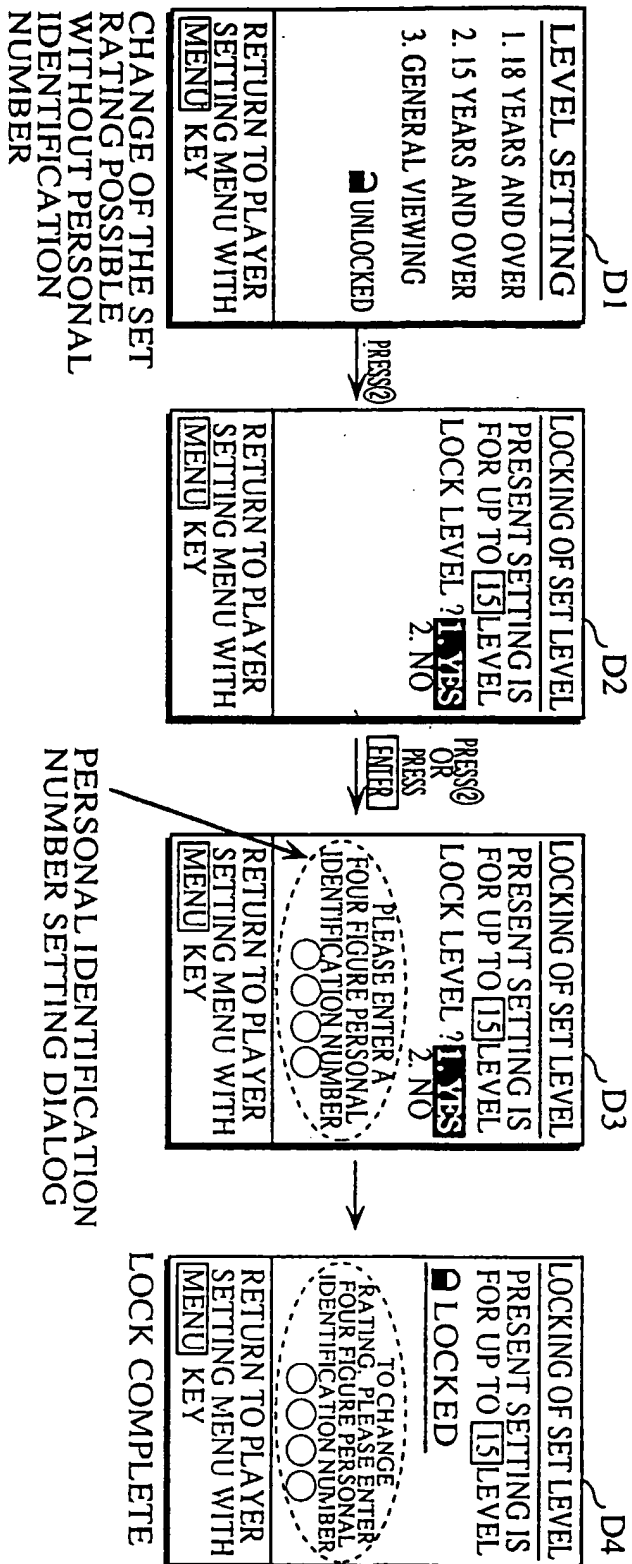 D1
LEVEL SETTING
1. 18 YEARS AND OVER
2. 15 YEARS AND OVER
3. GENERAL VIEWING
UNLOCKED
RETURN TO PLAYER
SETTING MENU WITH
MENU KEY
CHANGE OF THE SET
RATING POSSIBLE
WITHOUT PERSONAL
IDENTIFICATION
NUMBER
PRESS②
D2
LOCKING OF SET LEVEL
PRESENT SETTING IS
FOR UP TO 15 LEVEL
LOCK LEVEL ? 1. YES
2. NO
RETURN TO PLAYER
SETTING MENU WITH
MENU KEY
PRESS②
OR
PRESS
ENTER
D3
LOCKING OF SET LEVEL
PRESENT SETTING IS
FOR UP TO 15 LEVEL
LOCK LEVEL ? 1. YES
2. NO
PLEASE ENTER A
FOUR FIGURE PERSONAL
IDENTIFICATION NUMBER
RETURN TO PLAYER
SETTING MENU WITH
MENU KEY
PERSONAL IDENTIFICATION
NUMBER SETTING DIALOG
D4
LOCKING OF SET LEVEL
PRESENT SETTING IS
FOR UP TO 15 LEVEL
LOCKED
TO CHANGE
RATING, PLEASE ENTER
FOUR FIGURE PERSONAL
IDENTIFICATION NUMBER
RETURN TO PLAYER
SETTING MENU WITH
MENU KEY
LOCK COMPLETE